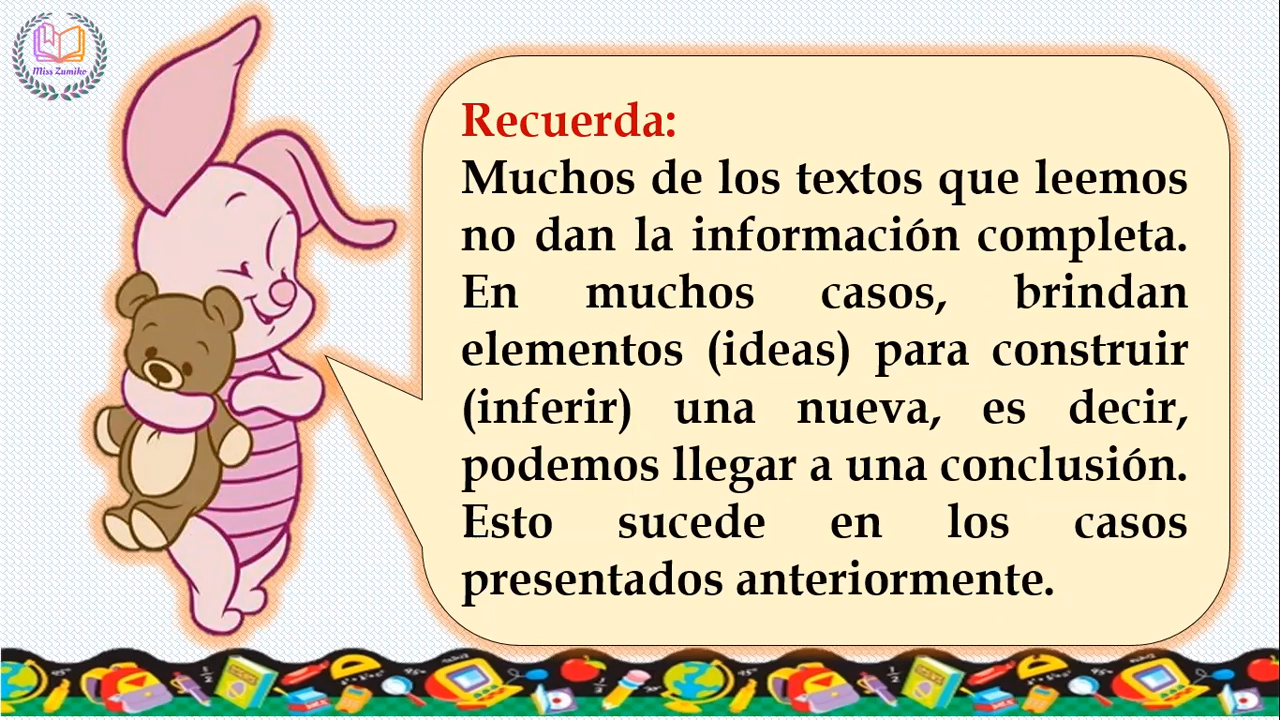 Miss Zumiko
Recuerda:
Muchos de los textos que leemos
no dan la información completa.
En muchos casos, brindan
elementos (ideas) para construir
(inferir) una nueva, es decir,
podemos llegar a una conclusión.
Esto sucede en los casos
presentados anteriormente.